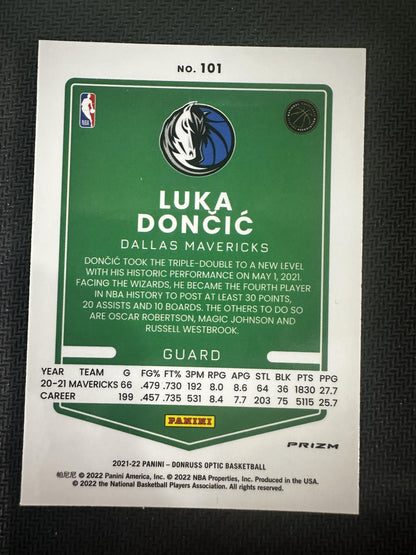 NO. 101
NBA
LUKA
DONČIĆ
DALLAS MAVERICKS
DONČIĆ TOOK THE TRIPLE-DOUBLE TO A NEW LEVEL
WITH HIS HISTORIC PERFORMANCE ON MAY 1, 2021.
FACING THE WIZARDS, HE BECAME THE FOURTH PLAYER
IN NBA HISTORY TO POST AT LEAST 30 POINTS,
20 ASSISTS AND 10 BOARDS. THE OTHERS TO DO SO
ARE OSCAR ROBERTSON, MAGIC JOHNSON AND
RUSSELL WESTBROOK.
GUARD
YEAR TEAM G FG% FT% 3PM RPG APG STL BLK PTS PPG
20-21 MAVERICKS 66 .479 .730 192 8.0 8.6 64 36 1830 27.7
CAREER 199 .457 .735 531 8.4 7.7 203 75 5115 25.7
PANINI
PRIZM
2021-22 PANINI – DONRUSS OPTIC BASKETBALL
帕尼尼 © 2022 Panini America, Inc. © 2022 NBA Properties, Inc. Produced in the USA.
© 2022 the National Basketball Players Association. All rights reserved.